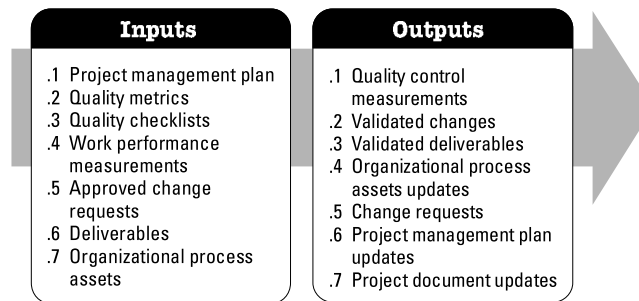 Inputs
.1 Project management plan
.2 Quality metrics
.3 Quality checklists
.4 Work performance
measurements
.5 Approved change
requests
.6 Deliverables
.7 Organizational process
assets
Outputs
.1 Quality control
measurements
.2 Validated changes
.3 Validated deliverables
.4 Organizational process
assets updates
.5 Change requests
.6 Project management plan
updates
.7 Project document updates